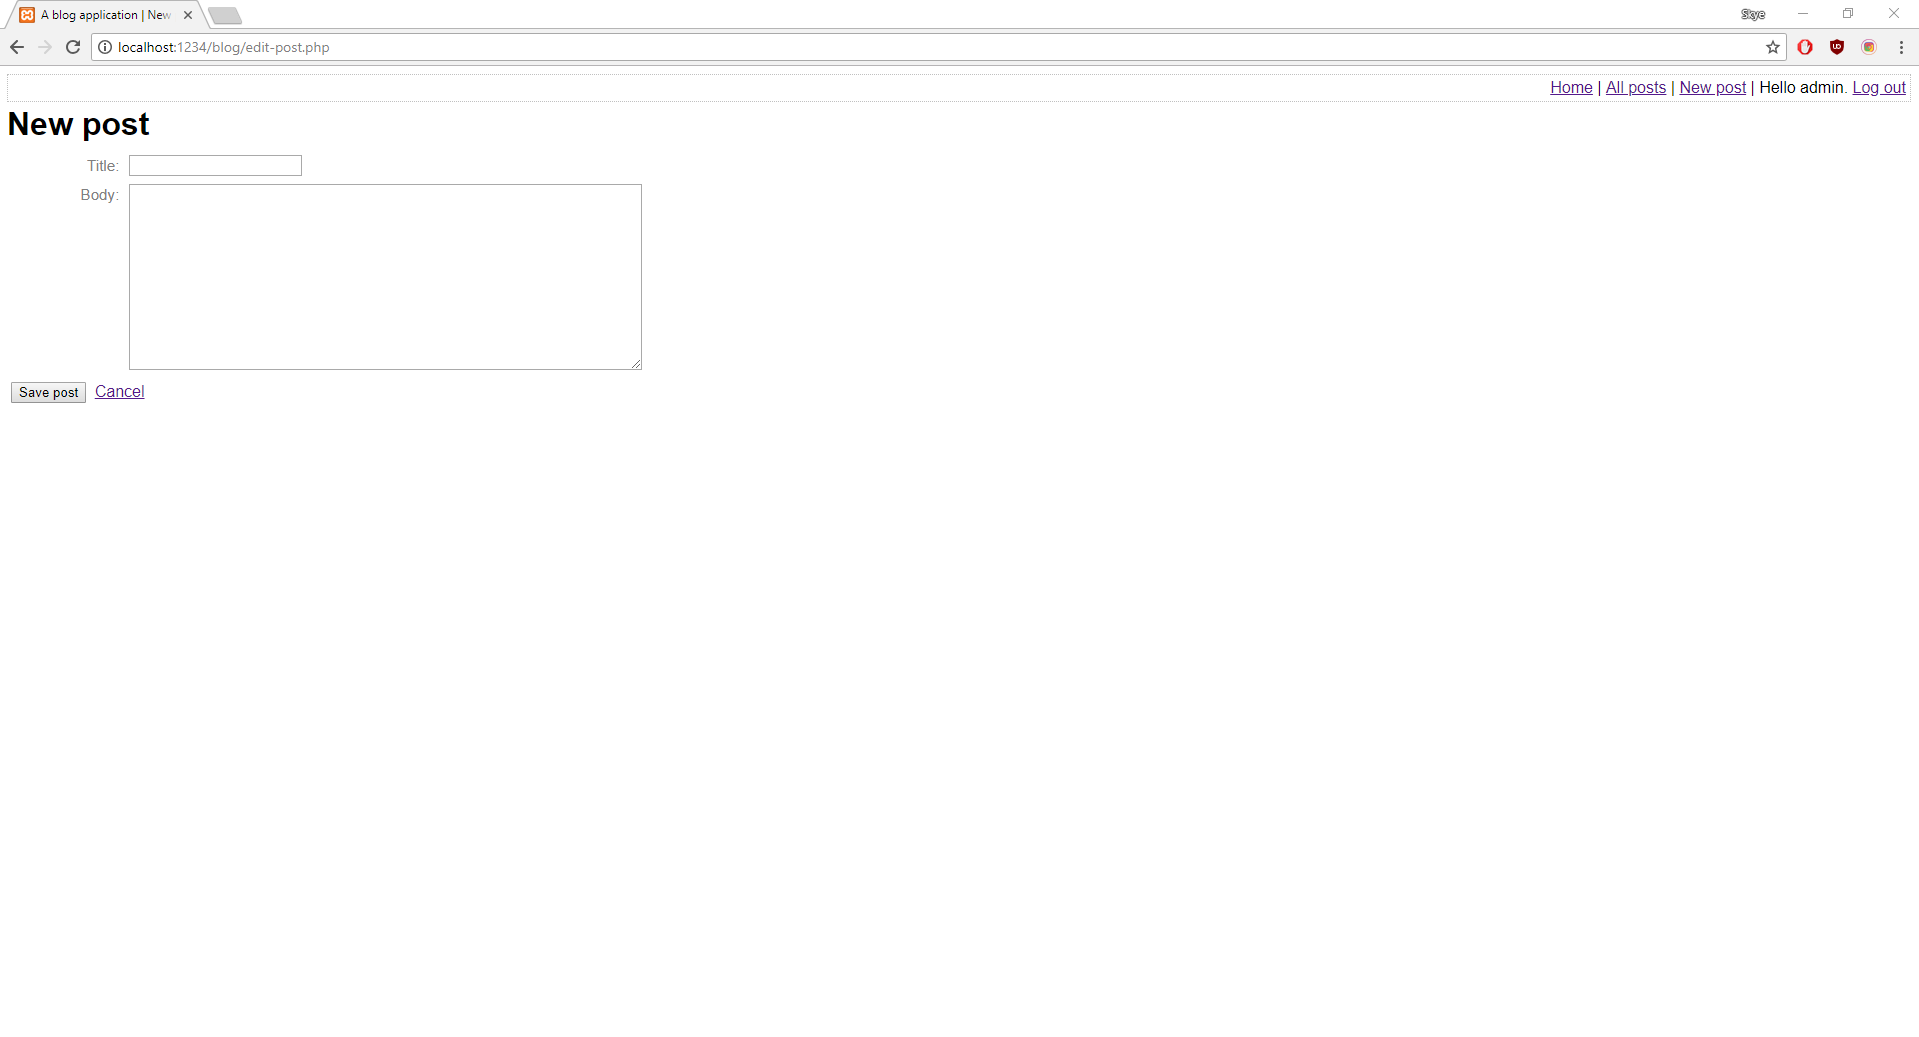 A blog application | New
Skye
localhost:1234/blog/edit-post.php
Home | All posts | New post | Hello admin. Log out
New post
Title:
Body:
Save post Cancel